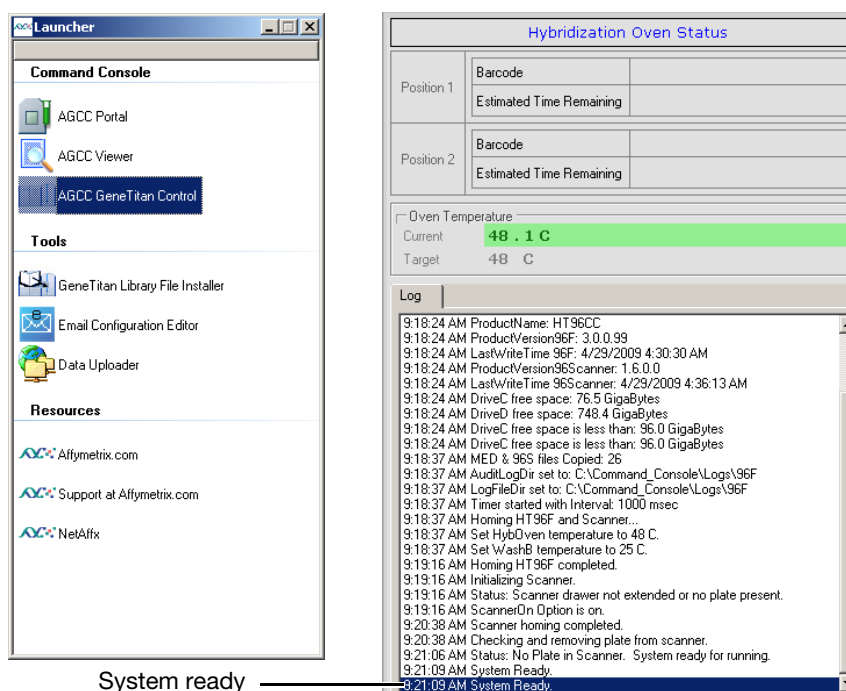 Launcher
Command Console
AGCC Portal
AGCC Viewer
AGCC GeneTitan Control
Tools
GeneTitan Library File Installer
Email Configuration Editor
Data Uploader
Resources
Affymetrix.com
Support at Affymetrix.com
NetAffx
System ready
Hybridization Oven Status
Position 1
Barcode
Estimated Time Remaining
Position 2
Barcode
Estimated Time Remaining
Oven Temperature
Current 48.1 C
Target 48 C
Log
9:18:24 AM ProductName: HT96CC
9:18:24 AM ProductVersion96F: 3.0.0.99
9:18:24 AM LastWriteTime 96F: 4/29/2009 4:30:30 AM
9:18:24 AM ProductVersion96Scanner: 1.6.0.0
9:18:24 AM LastWriteTime 96Scanner: 4/29/2009 4:36:13 AM
9:18:24 AM DriveC free space: 76.5 GigaBytes
9:18:24 AM DriveD free space: 748.4 GigaBytes
9:18:24 AM DriveC free space is less than: 96.0 GigaBytes
9:18:24 AM DriveC free space is less than: 96.0 GigaBytes
9:18:37 AM MED & 96S files Copied: 26
9:18:37 AM AuditLogDir set to: C:\Command_Console\Logs\96F
9:18:37 AM LogFileDir set to: C:\Command_Console\Logs\96F
9:18:37 AM Timer started with Interval: 1000 msec
9:18:37 AM Homing HT96F and Scanner...
9:18:37 AM Set HybOven temperature to 48 C.
9:18:37 AM Set WashB temperature to 25 C.
9:19:16 AM Homing HT96F completed.
9:19:16 AM Initializing Scanner.
9:19:16 AM Status: Scanner drawer not extended or no plate present.
9:19:16 AM ScannerOn Option is on.
9:20:38 AM Scanner homing completed.
9:20:38 AM Checking and removing plate from scanner.
9:21:06 AM Status: No Plate in Scanner. System ready for running.
9:21:09 AM System Ready.
9:21:09 AM System Ready.